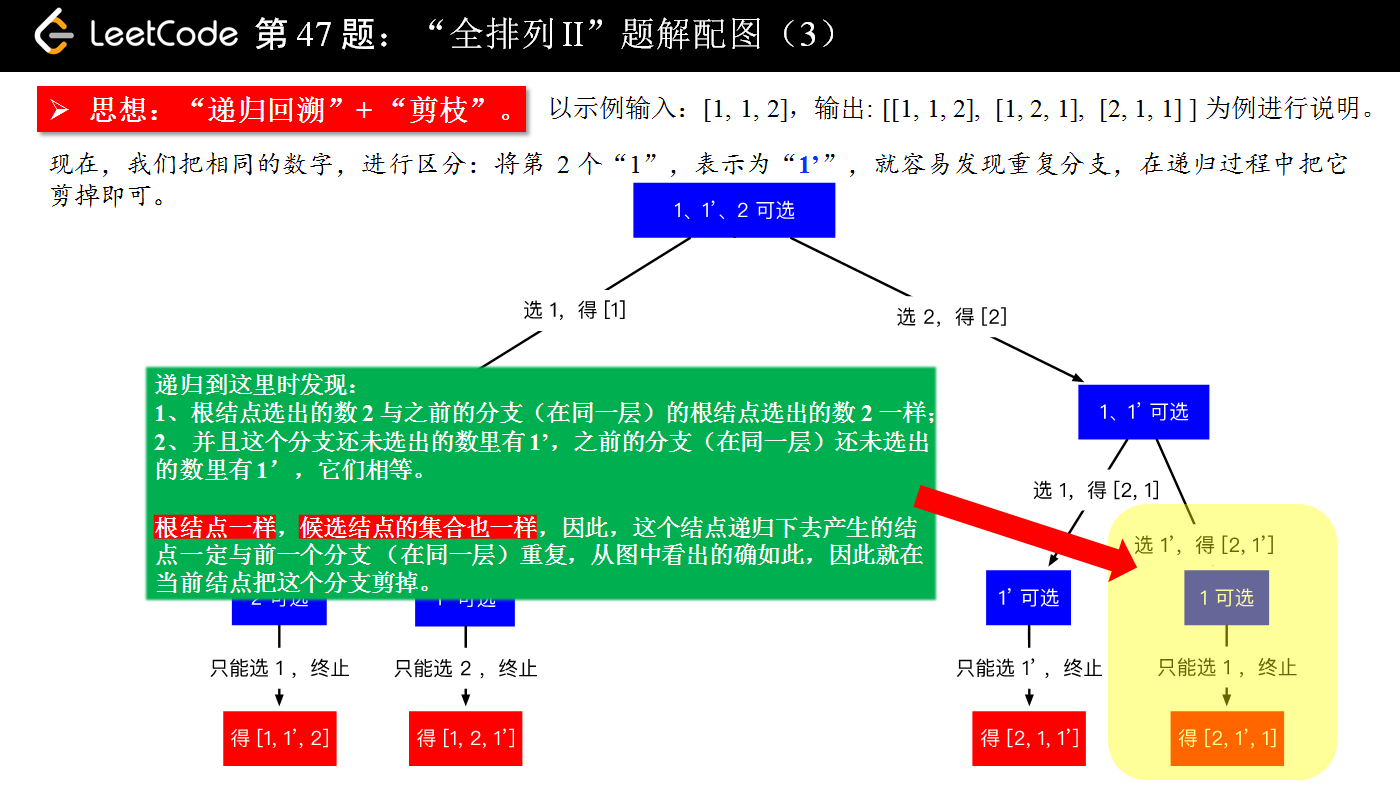 LeetCode 第 47 题：“全排列 II”题解配图（3）
➢ 思想：“递归回溯”+“剪枝”。
以示例输入：[1, 1, 2]，输出: [[1, 1, 2], [1, 2, 1], [2, 1, 1] ] 为例进行说明。
现在，我们把相同的数字，进行区分：将第 2 个“1”，表示为“1’”，就容易发现重复分支，在递归过程中把它
剪掉即可。
1、1’、2 可选
选 1，得 [1]
选 2，得 [2]
递归到这里时发现：
1、根结点选出的数 2 与之前的分支（在同一层）的根结点选出的数 2 一样；
2、并且这个分支还未选出的数里有 1’，之前的分支（在同一层）还未选出
的数里有 1’，它们相等。
根结点一样，候选结点的集合也一样，因此，这个结点递归下去产生的结
点一定与前一个分支 （在同一层）重复，从图中看出的确如此，因此就在
当前结点把这个分支剪掉。
1、1’ 可选
选 1，得 [2, 1]
选 1’，得 [2, 1’]
2 可选
1’ 可选
1’ 可选
1 可选
只能选 1 ，终止
只能选 2 ，终止
只能选 1’ ，终止
只能选 1 ，终止
得 [1, 1’, 2]
得 [1, 2, 1’]
得 [2, 1, 1’]
得 [2, 1’, 1]